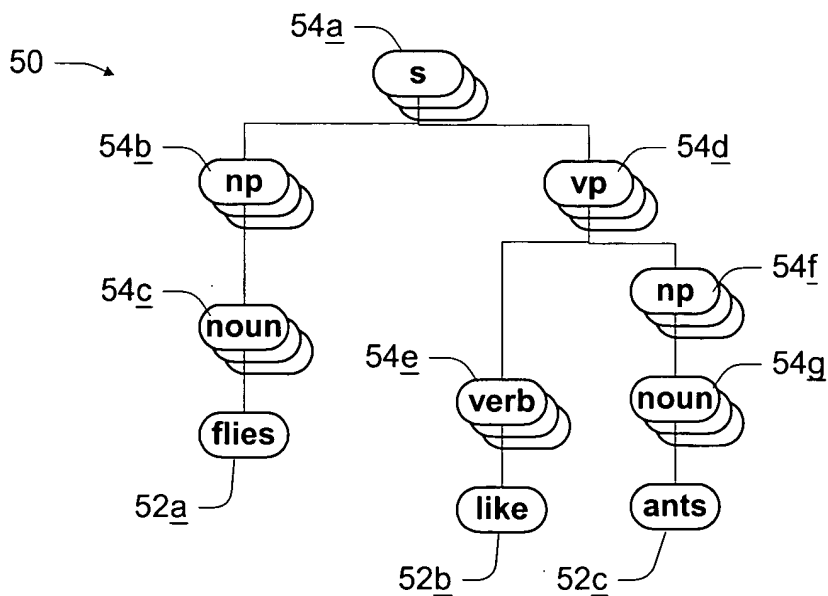 54a
50
s
54b
54d
np
vp
54c
54f
np
noun
54e
54g
verb
noun
flies
like
ants
52a
52b
52c